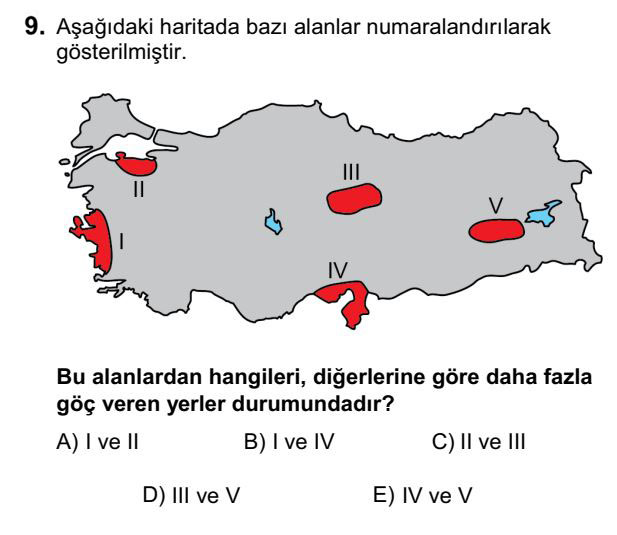 9. Aşağıdaki haritada bazı alanlar numaralandırılarak
gösterilmiştir.
III
II
V
I
IV
Bu alanlardan hangileri, diğerlerine göre daha fazla
göç veren yerler durumundadır?
A) I ve II B) I ve IV C) II ve III
D) III ve V E) IV ve V